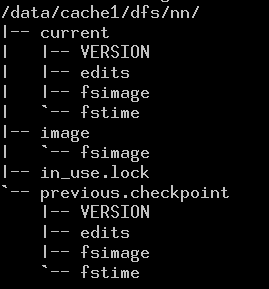 /data/cache1/dfs/nn/
|-- current
|   |-- VERSION
|   |-- edits
|   |-- fsimage
|   `-- fstime
|-- image
|   `-- fsimage
|-- in_use.lock
`-- previous.checkpoint
    |-- VERSION
    |-- edits
    |-- fsimage
    `-- fstime